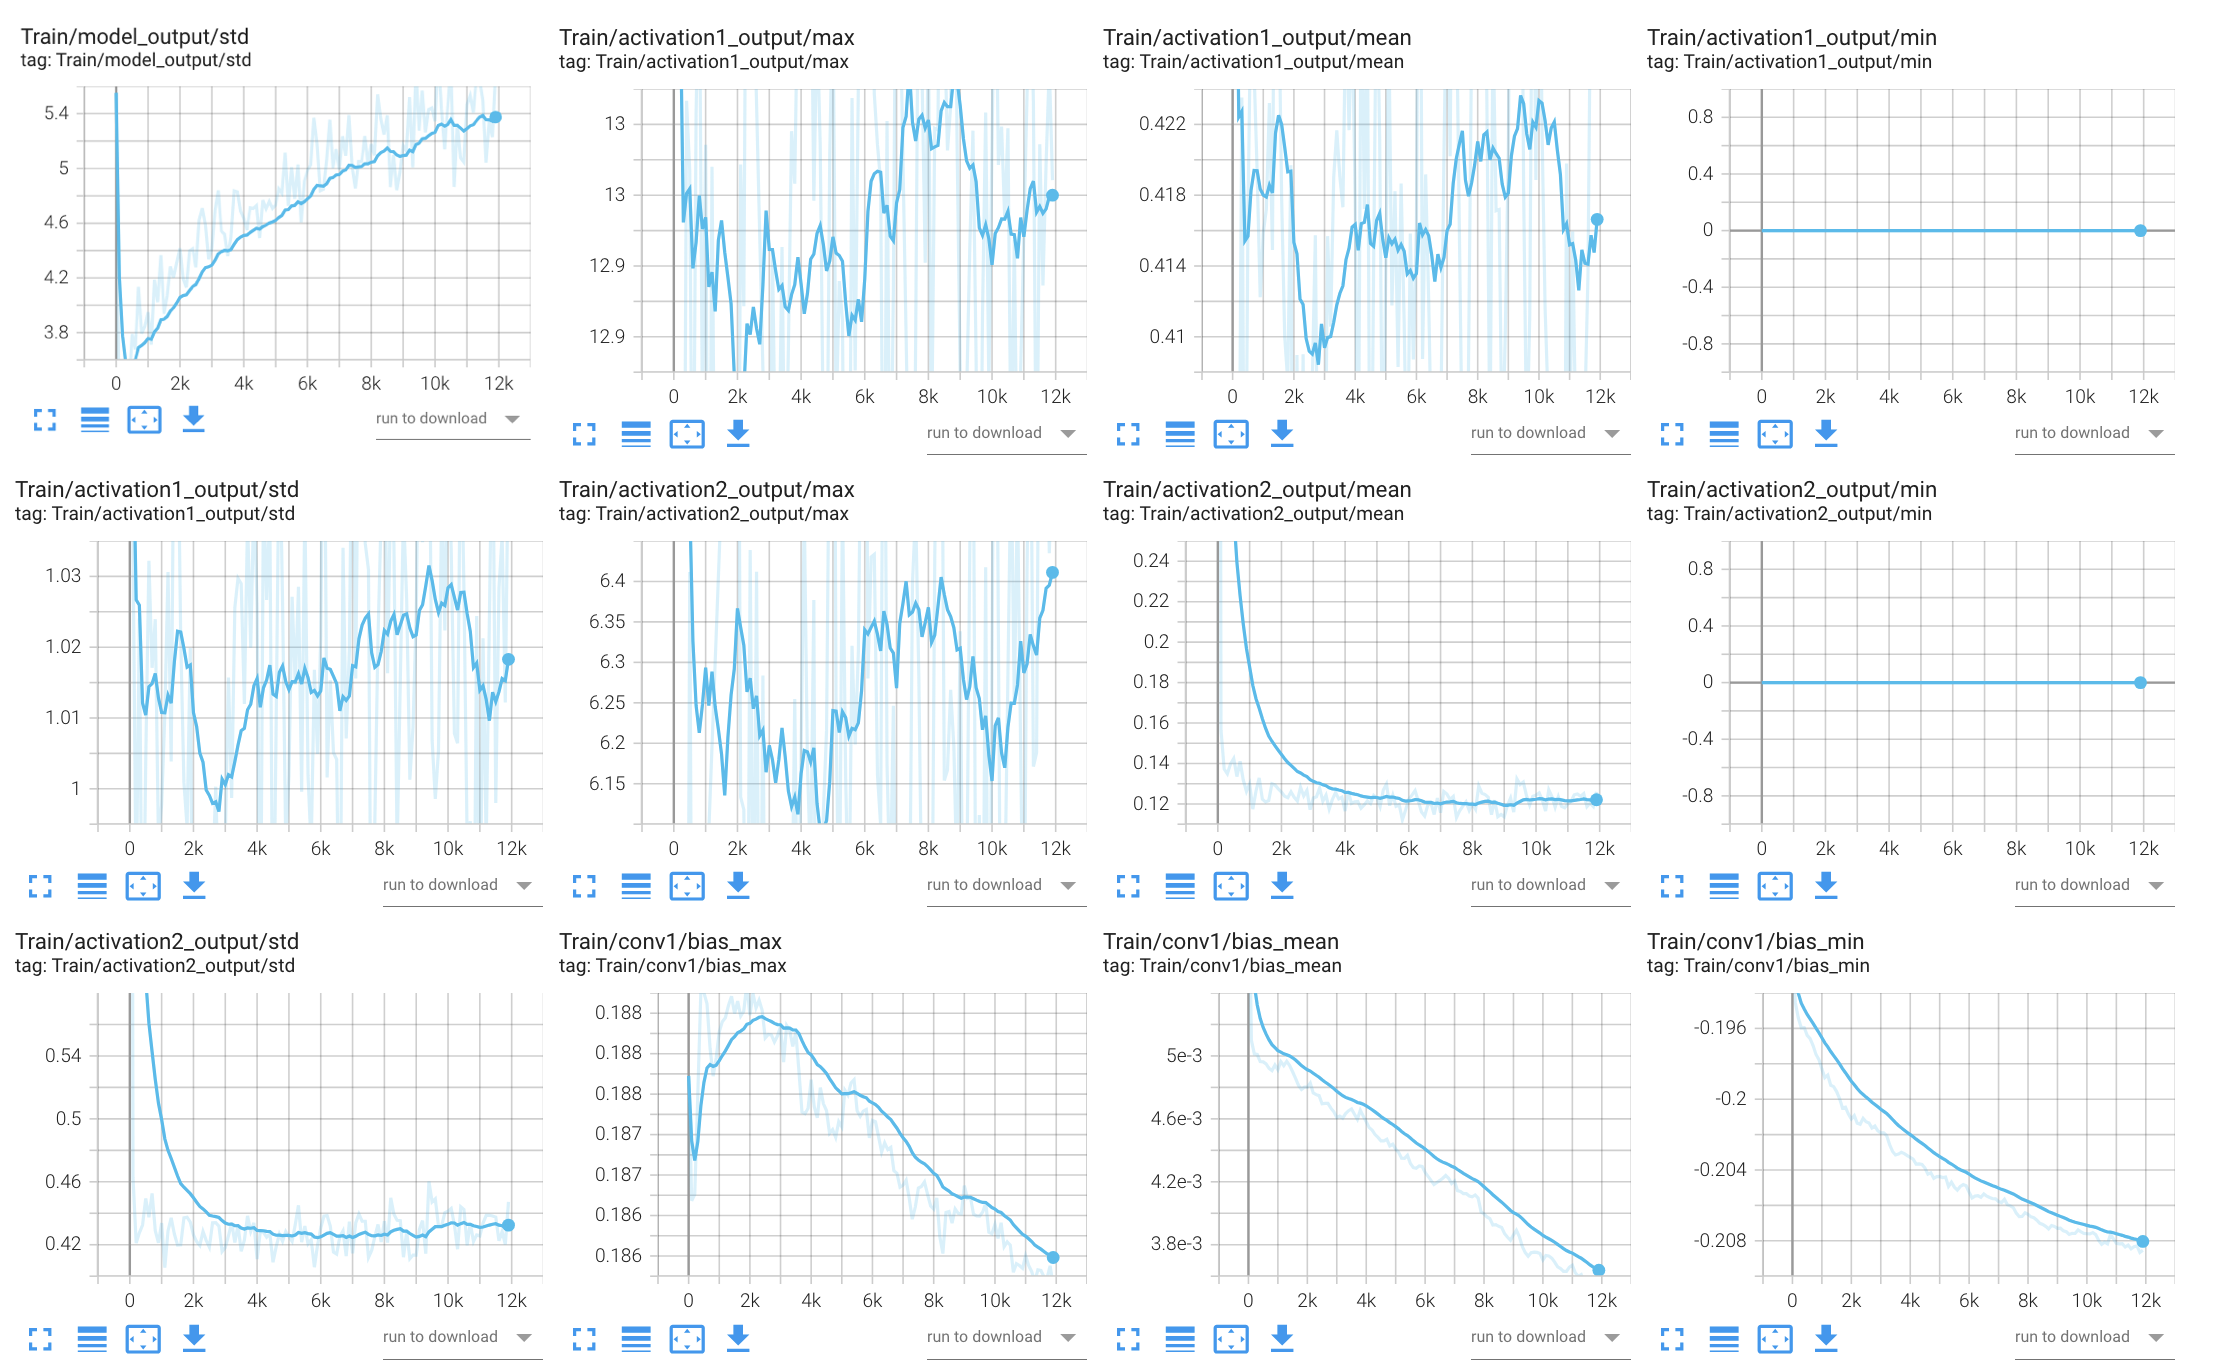 Train/model_output/std
tag: Train/model_output/std
5.4
5
4.6
4.2
3.8
0 2k 4k 6k 8k 10k 12k
run to download
Train/activation1_output/max
tag: Train/activation1_output/max
13
13
12.9
12.9
0 2k 4k 6k 8k 10k 12k
run to download
Train/activation1_output/mean
tag: Train/activation1_output/mean
0.422
0.418
0.414
0.41
0 2k 4k 6k 8k 10k 12k
run to download
Train/activation1_output/min
tag: Train/activation1_output/min
0.8
0.4
0
-0.4
-0.8
0 2k 4k 6k 8k 10k 12k
run to download
Train/activation1_output/std
tag: Train/activation1_output/std
1.03
1.02
1.01
1
0 2k 4k 6k 8k 10k 12k
run to download
Train/activation2_output/max
tag: Train/activation2_output/max
6.4
6.35
6.3
6.25
6.2
6.15
0 2k 4k 6k 8k 10k 12k
run to download
Train/activation2_output/mean
tag: Train/activation2_output/mean
0.24
0.22
0.2
0.18
0.16
0.14
0.12
0 2k 4k 6k 8k 10k 12k
run to download
Train/activation2_output/min
tag: Train/activation2_output/min
0.8
0.4
0
-0.4
-0.8
0 2k 4k 6k 8k 10k 12k
run to download
Train/activation2_output/std
tag: Train/activation2_output/std
0.54
0.5
0.46
0.42
0 2k 4k 6k 8k 10k 12k
run to download
Train/conv1/bias_max
tag: Train/conv1/bias_max
0.188
0.188
0.188
0.187
0.187
0.186
0.186
0 2k 4k 6k 8k 10k 12k
run to download
Train/conv1/bias_mean
tag: Train/conv1/bias_mean
5e-3
4.6e-3
4.2e-3
3.8e-3
0 2k 4k 6k 8k 10k 12k
run to download
Train/conv1/bias_min
tag: Train/conv1/bias_min
-0.196
-0.2
-0.204
-0.208
0 2k 4k 6k 8k 10k 12k
run to download